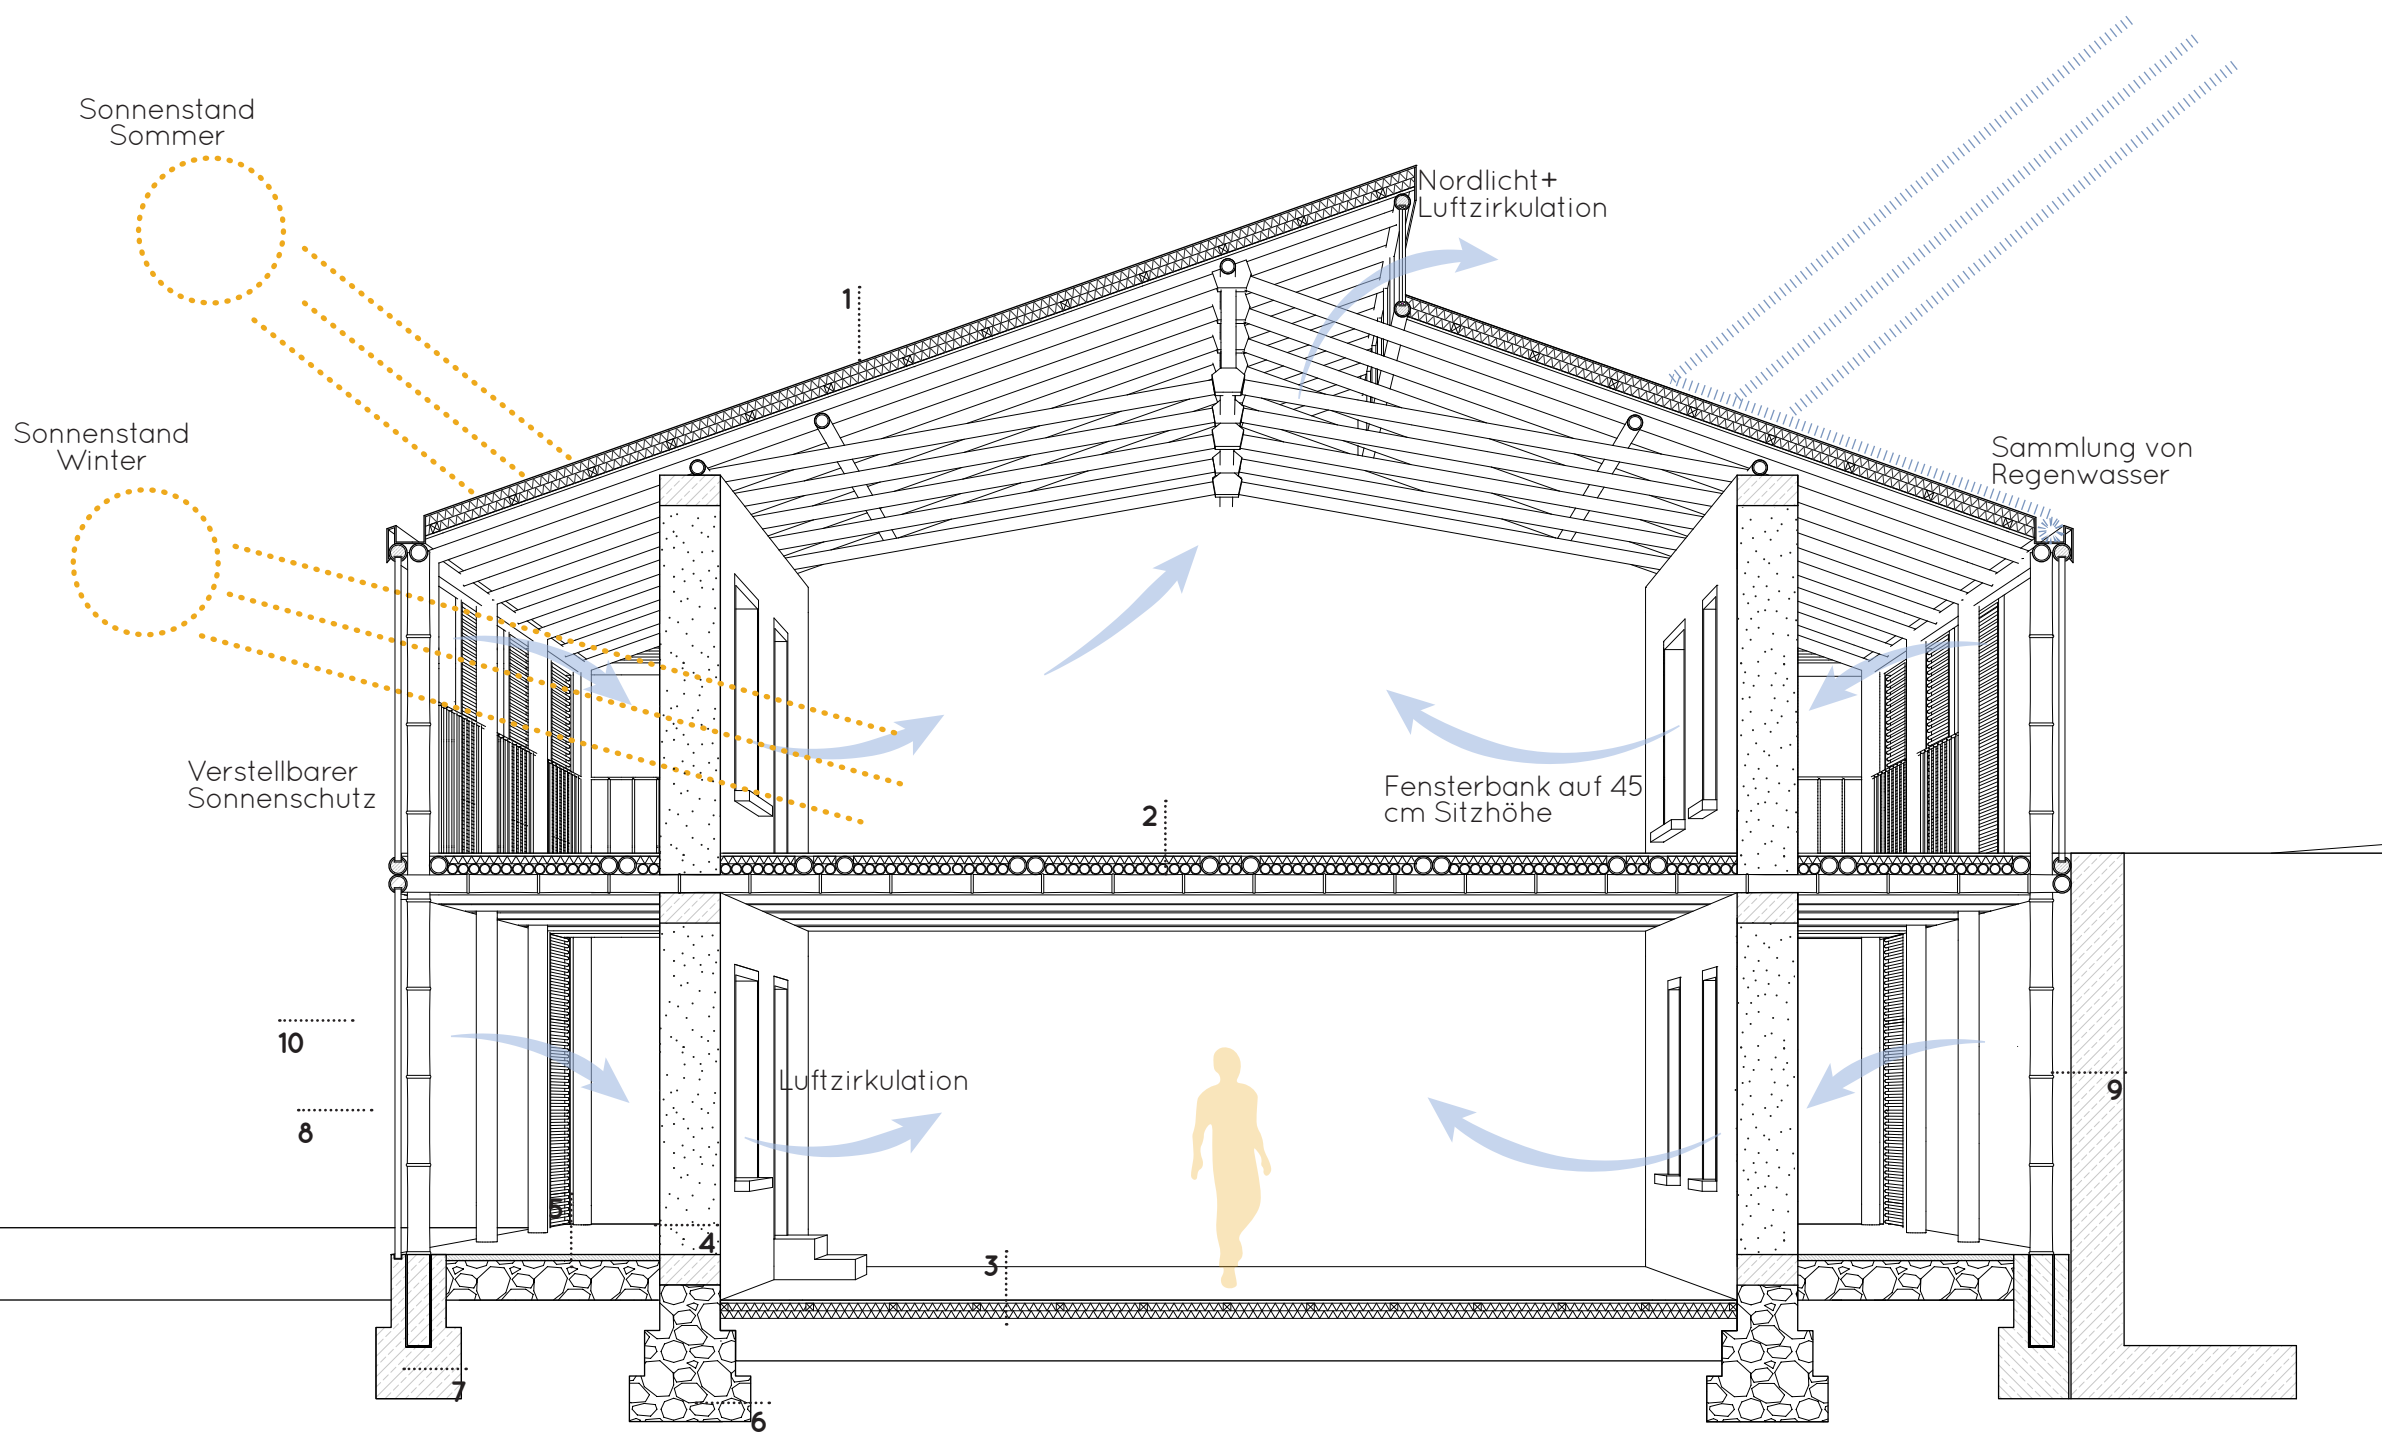 Sonnenstand
Sommer
Nordlicht+
Luftzirkulation
1
Sonnenstand
Winter
Sammlung von
Regenwasser
Verstellbarer
Sonnenschutz
Fensterbank auf 45
cm Sitzhöhe
2
10
Luftzirkulation
9
8
5
4
3
7
6